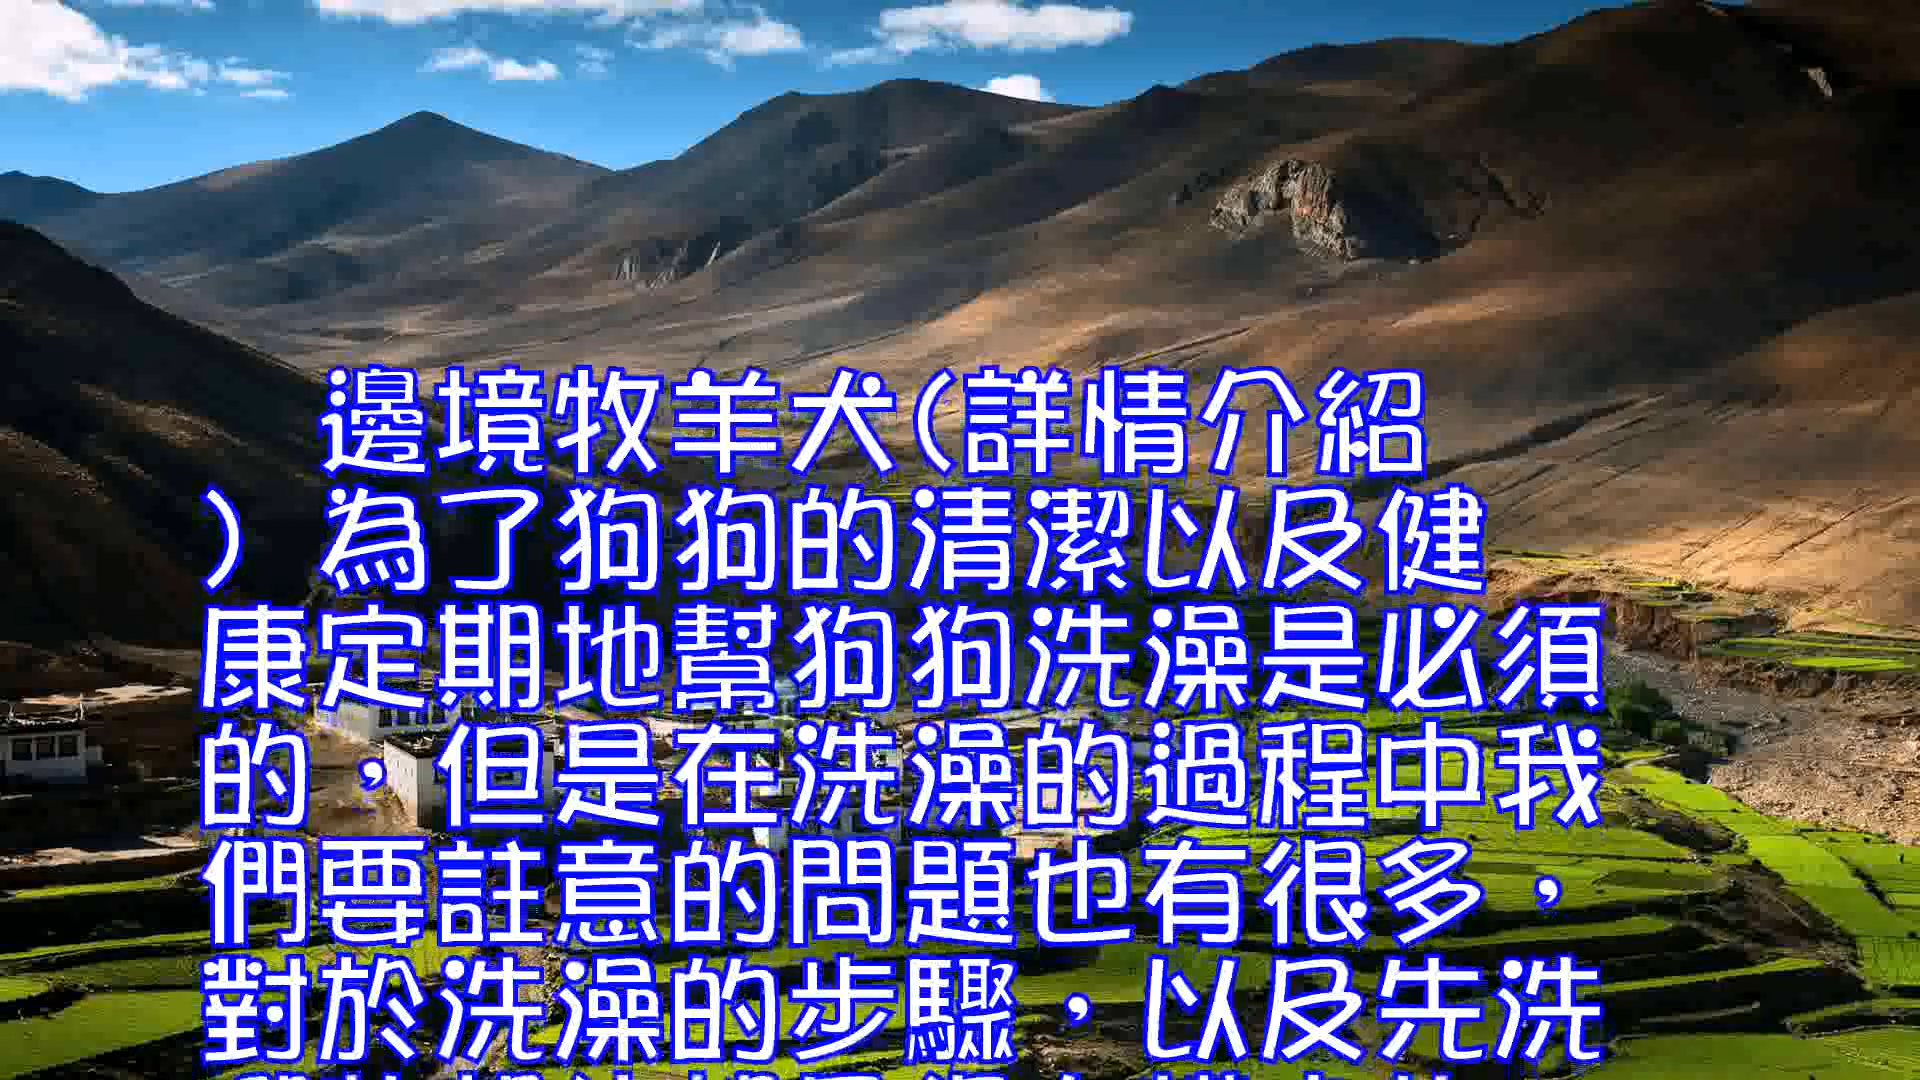 邊境牧羊犬(詳情介紹
) 為了狗狗的清潔以及健
康定期地幫狗狗洗澡是必須
的，但是在洗澡的過程中我
們要註意的問題也有很多，
對於洗澡的步驟，以及先洗